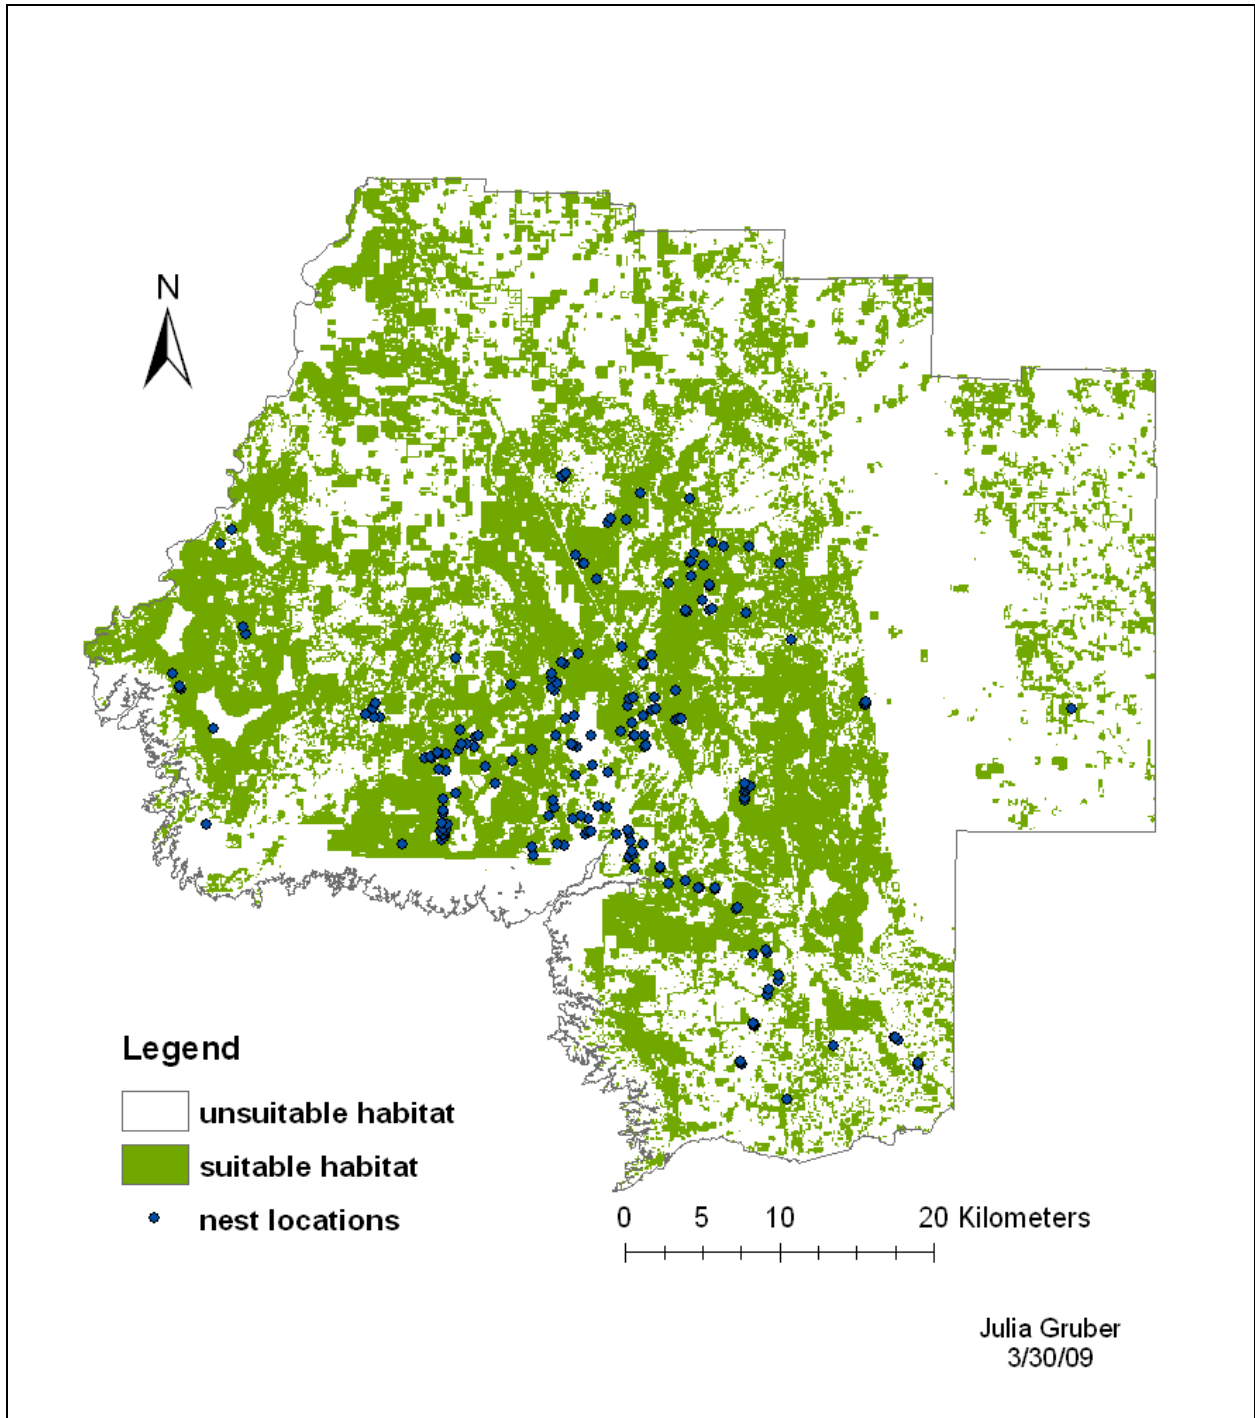 N
Legend
unsuitable habitat
suitable habitat
nest locations
0 5 10 20 Kilometers
Julia Gruber
3/30/09